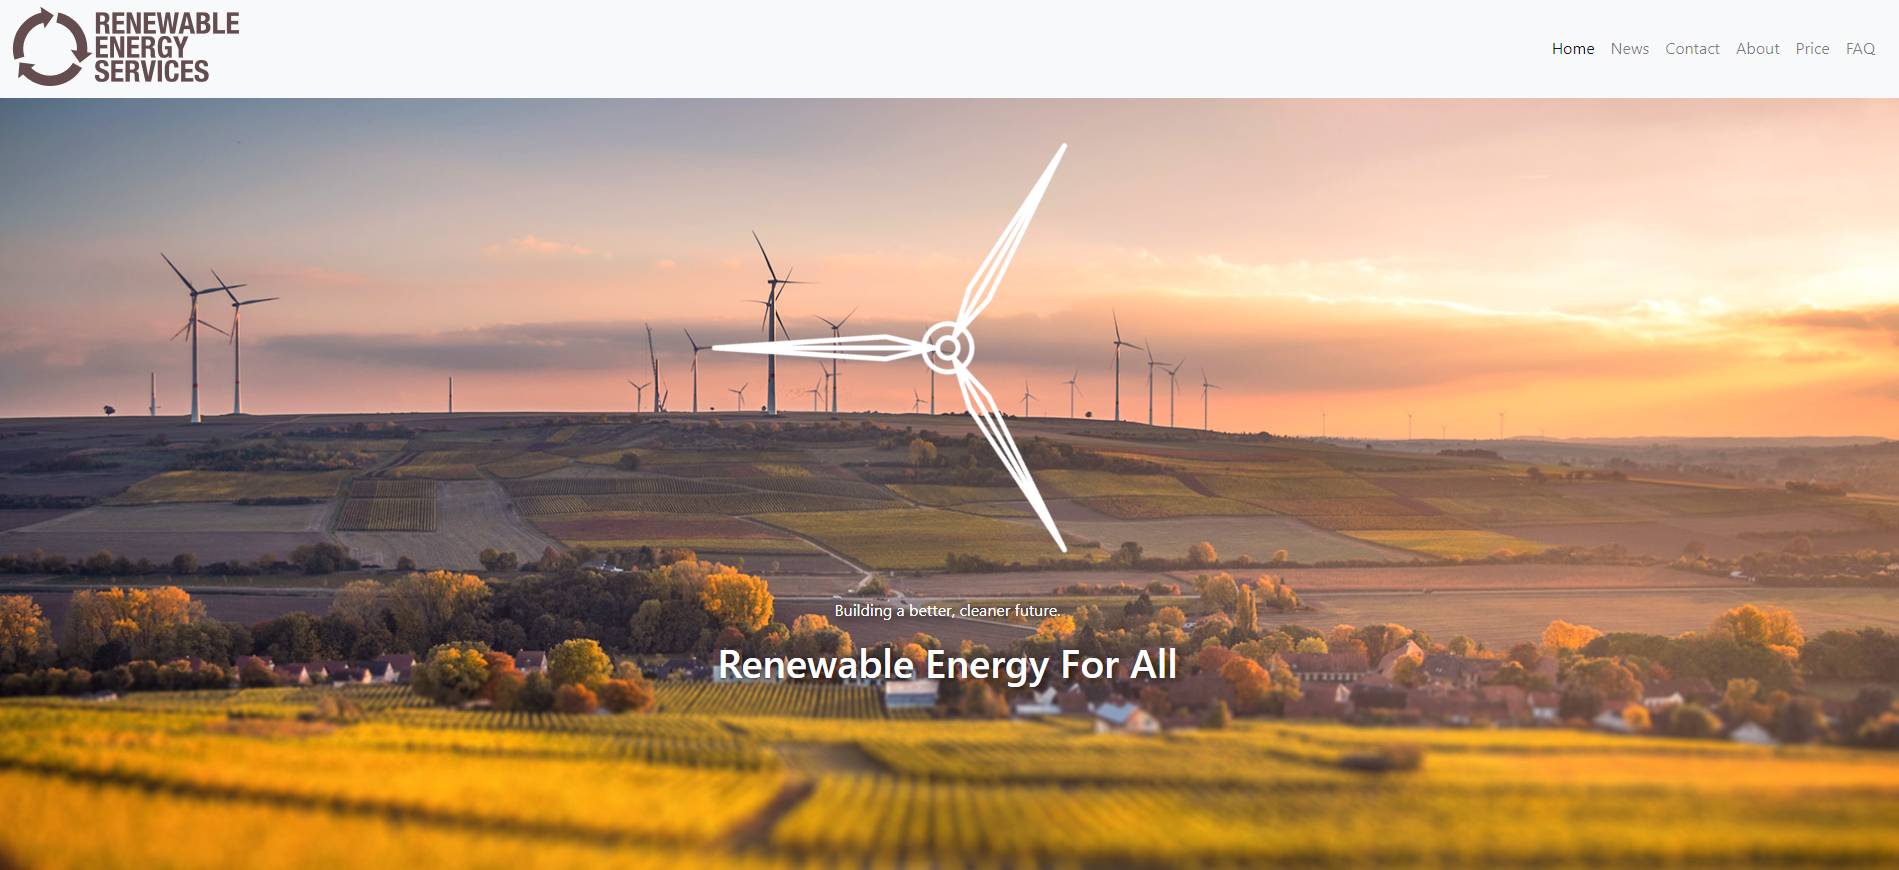 RENEWABLE
ENERGY
SERVICES
Home News Contact About Price FAQ
Building a better, cleaner future.
Renewable Energy For All